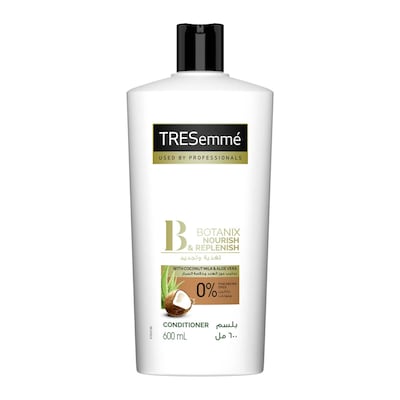 TRESemmé
USED BY PROFESSIONALS
B
BOTANIX
NOURISH
& REPLENISH
تغذية وتجديد
WITH COCONUT MILK & ALOE VERA
0%
CONDITIONER بلسم
600 mL ٦٠٠ مل